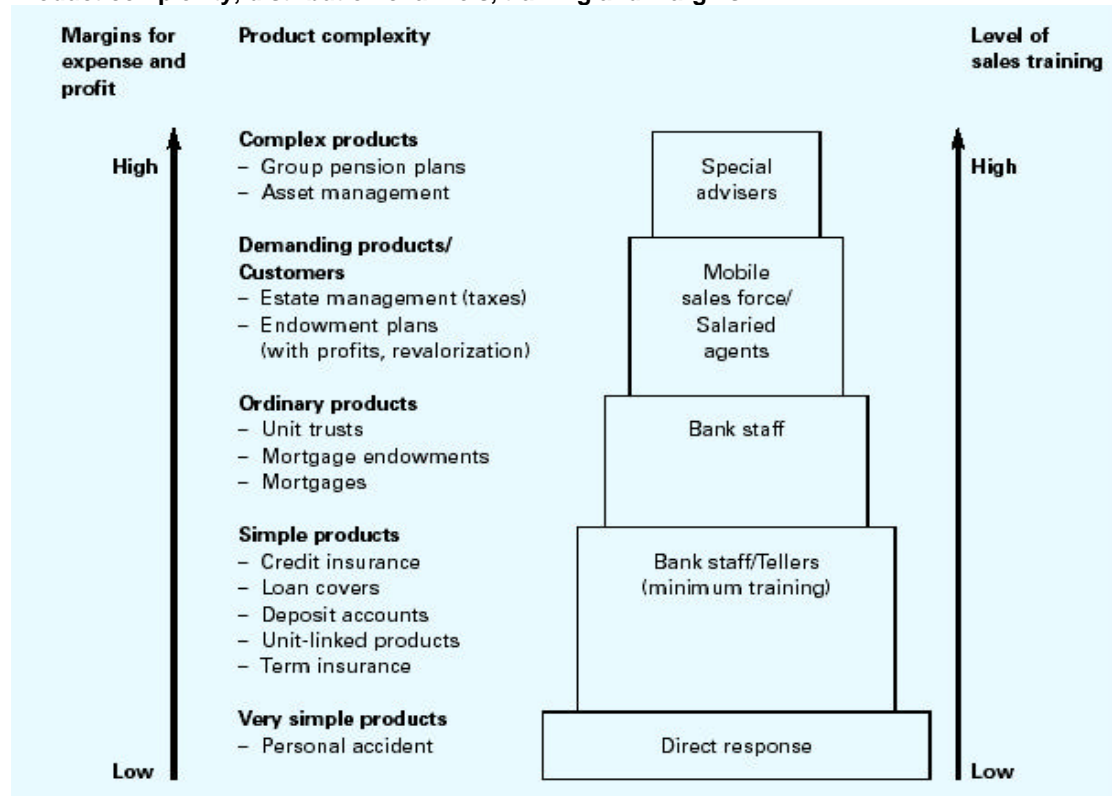 Margins for
expense and
profit
Product complexity
Level of
sales training
High
Complex products
– Group pension plans
– Asset management
Special
advisers
High
Demanding products/
Customers
– Estate management (taxes)
– Endowment plans
(with profits, revalorization)
Mobile
sales force/
Salaried
agents
Ordinary products
– Unit trusts
– Mortgage endowments
– Mortgages
Bank staff
Simple products
– Credit insurance
– Loan covers
– Deposit accounts
– Unit-linked products
– Term insurance
Bank staff/Tellers
(minimum training)
Very simple products
– Personal accident
Direct response
Low
Low